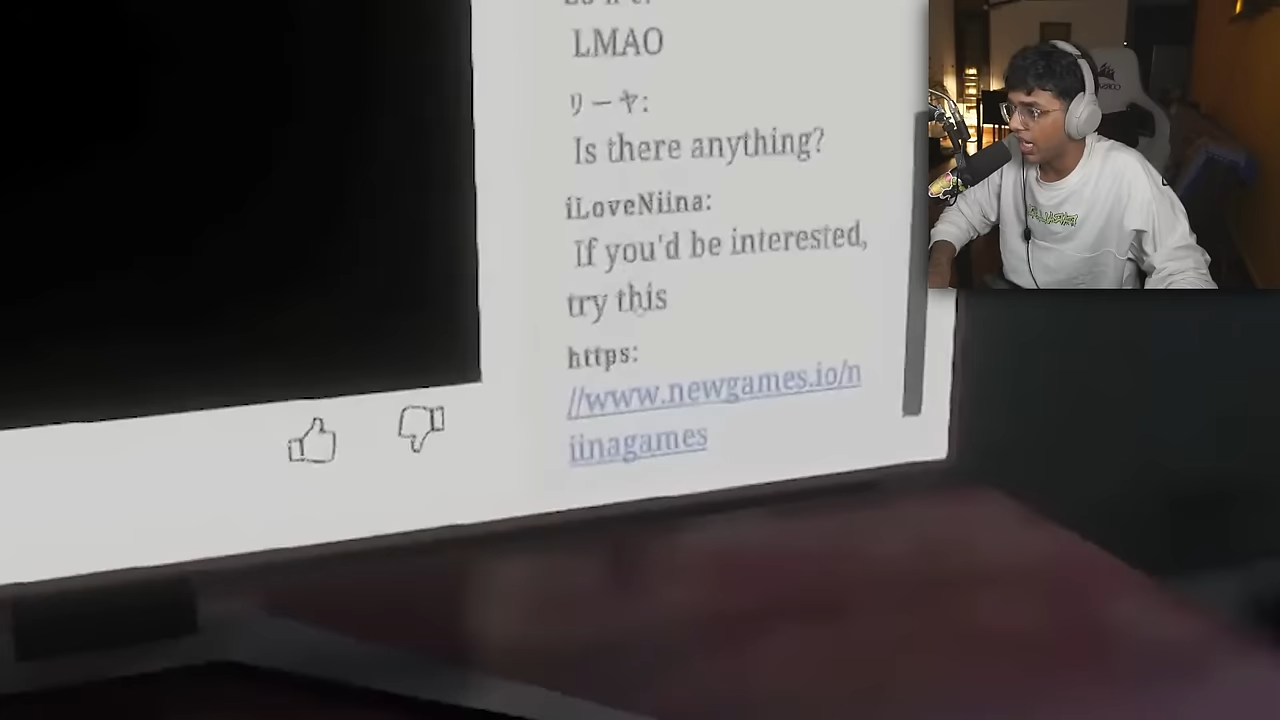 LMAO
リーヤ:
Is there anything?
iLoveNiina:
If you'd be interested,
try this
https:
//www.newgames.io/n
iinagames